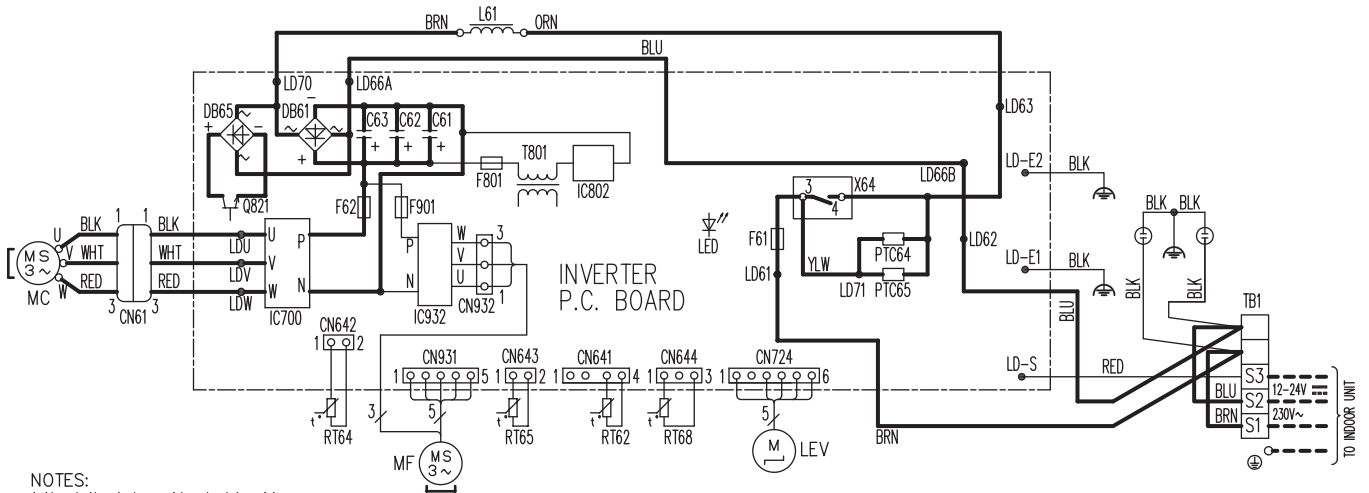 L61
BRN
ORN
BLU
LD70
LD66A
DB65
DB61
C63
C62
C61
LD63
T801
F801
IC802
LD66B
LD-E2
BLK
X64
3
4
Q821
F62
F901
BLK
BLK
1
1
U
BLK
BLK
LDU
U
P
P
W
3
V
WHT
WHT
LDV
V
V
U
1
MS
3~
MC
W
RED
RED
LDW
W
N
N
3
3
CN61
IC700
IC932
CN932
INVERTER
P.C. BOARD
LED
F61
LD61
YLW
PTC64
LD71
PTC65
LD62
LD-E1
BLK
BLK
BLK
BLU
TB1
CN642
1
2
CN931
1
5
CN643
1
2
CN641
1
4
CN644
1
3
CN724
1
6
LD-S
RED
S3
12-24V
BLU
S2
BRN
230V~
S1
TO INDOOR UNIT
t°
RT64
3
5
t°
RT65
t°
RT62
t°
RT68
5
M
LEV
BRN
MF
MS
3~
NOTES: